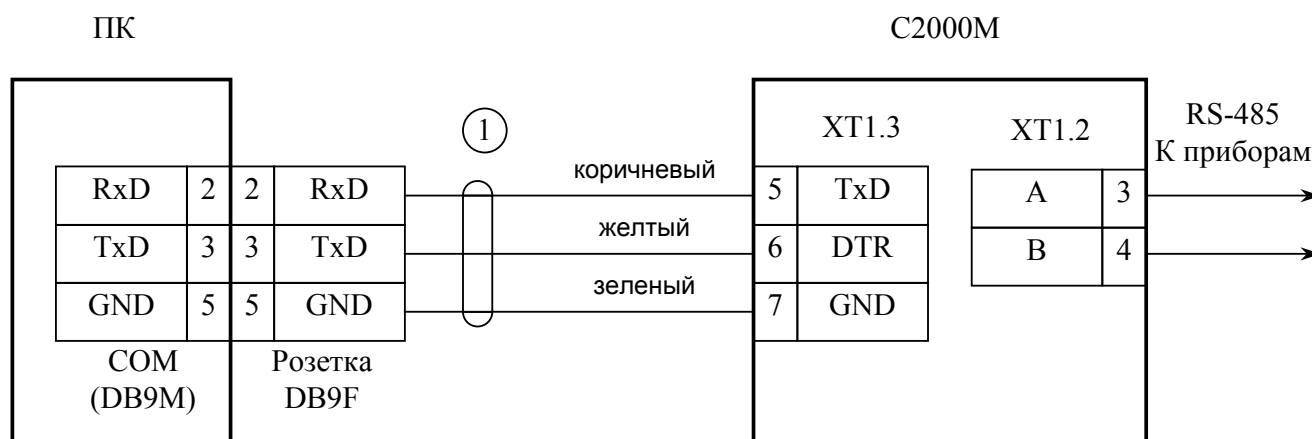 ПК
С2000М
1
XT1.3
XT1.2
RS-485
К приборам
RxD 2 2 RxD
коричневый
5 TxD
A 3
TxD 3 3 TxD
желтый
6 DTR
B 4
GND 5 5 GND
зеленый
7 GND
COM
(DB9M)
Розетка
DB9F